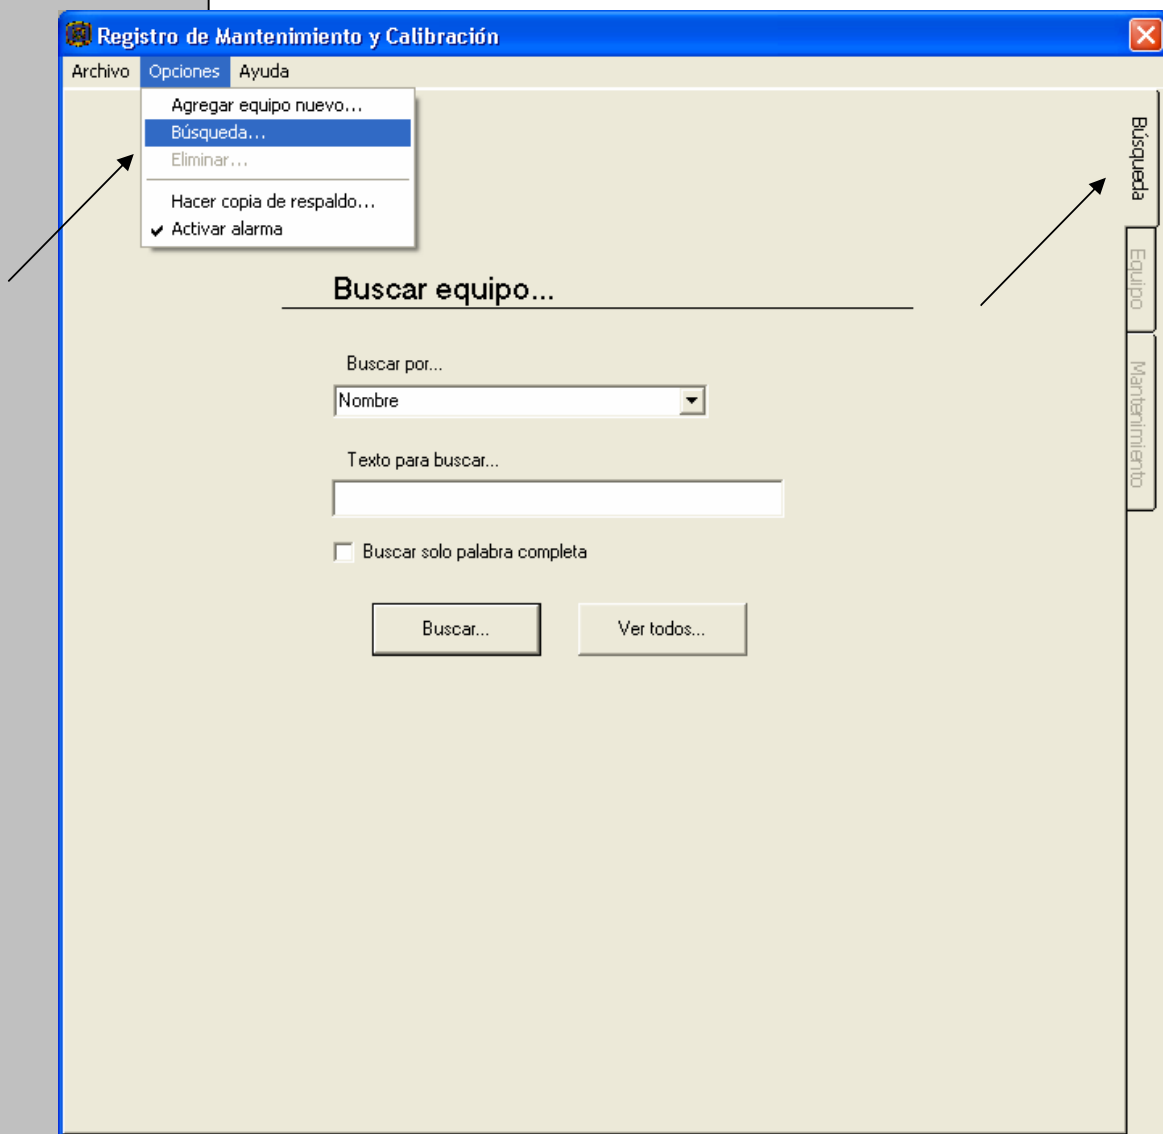 Registro de Mantenimiento y Calibración
Archivo Opciones Ayuda
Agregar equipo nuevo...
Búsqueda...
Eliminar...
Hacer copia de respaldo...
Activar alarma
Búsqueda
Equipo
Mantenimiento
Buscar equipo...
Buscar por...
Nombre
Texto para buscar...
Buscar solo palabra completa
Buscar... Ver todos...